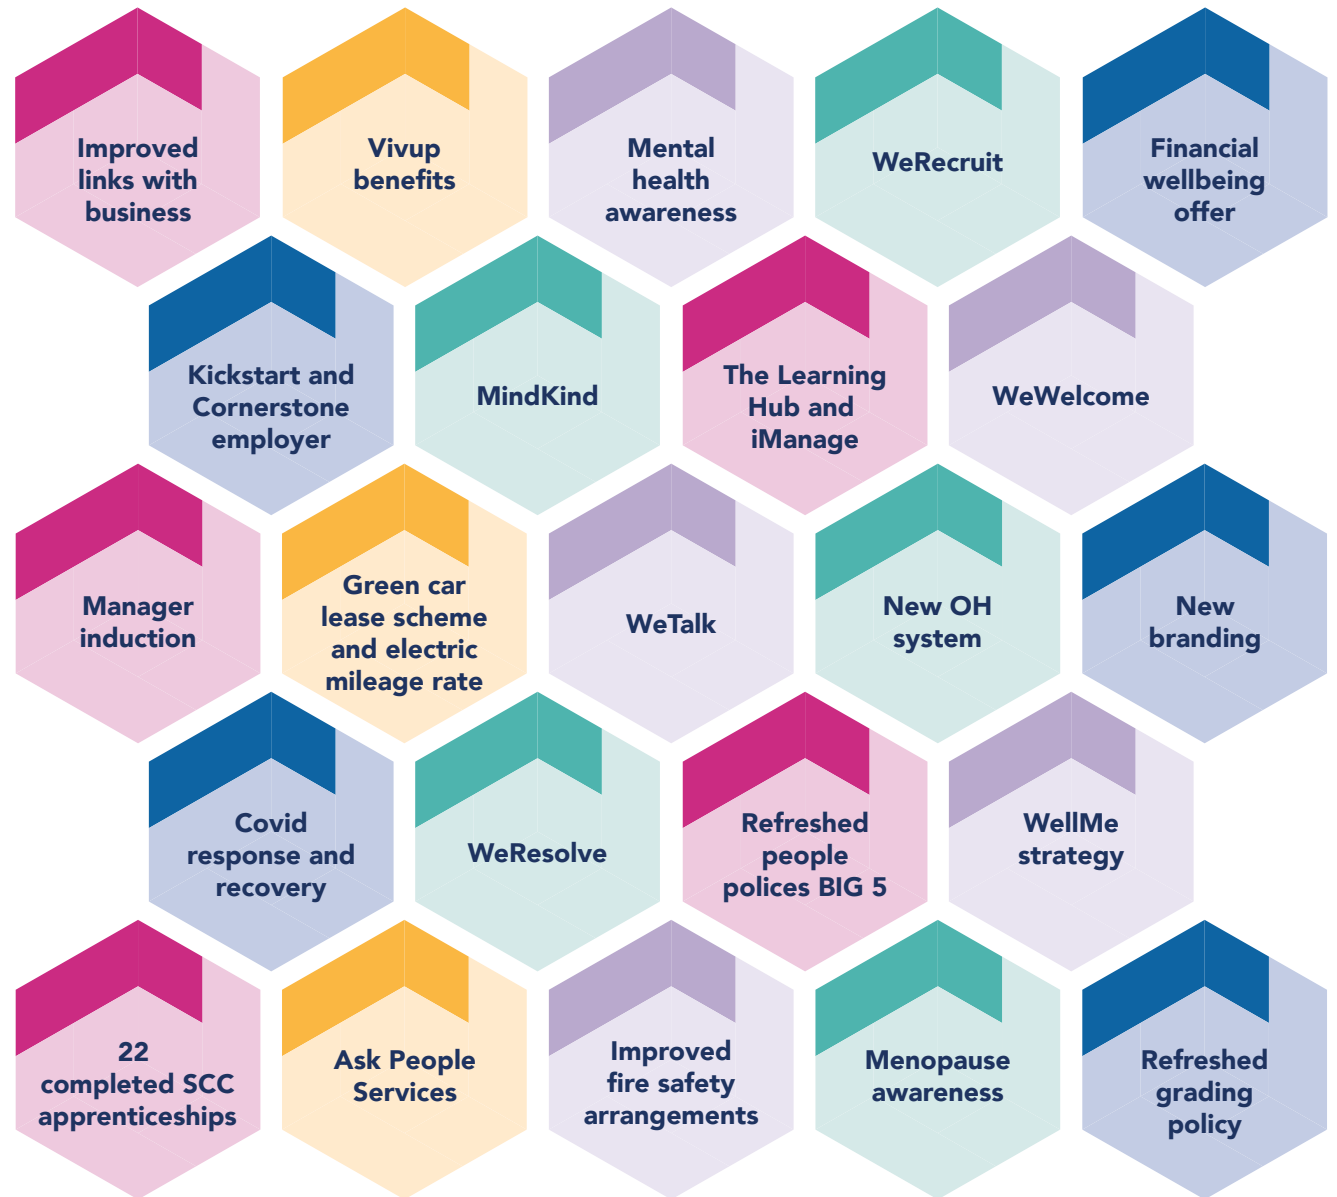 Improved
links with
business
Vivup
benefits
Mental
health
awareness
WeRecruit
Financial
wellbeing
offer
Kickstart and
Cornerstone
employer
MindKind
The Learning
Hub and
iManage
WeWelcome
Manager
induction
Green car
lease scheme
and electric
mileage rate
WeTalk
New OH
system
New
branding
Covid
response and
recovery
WeResolve
Refreshed
people
polices BIG 5
WellMe
strategy
22
completed SCC
apprenticeships
Ask People
Services
Improved
fire safety
arrangements
Menopause
awareness
Refreshed
grading
policy